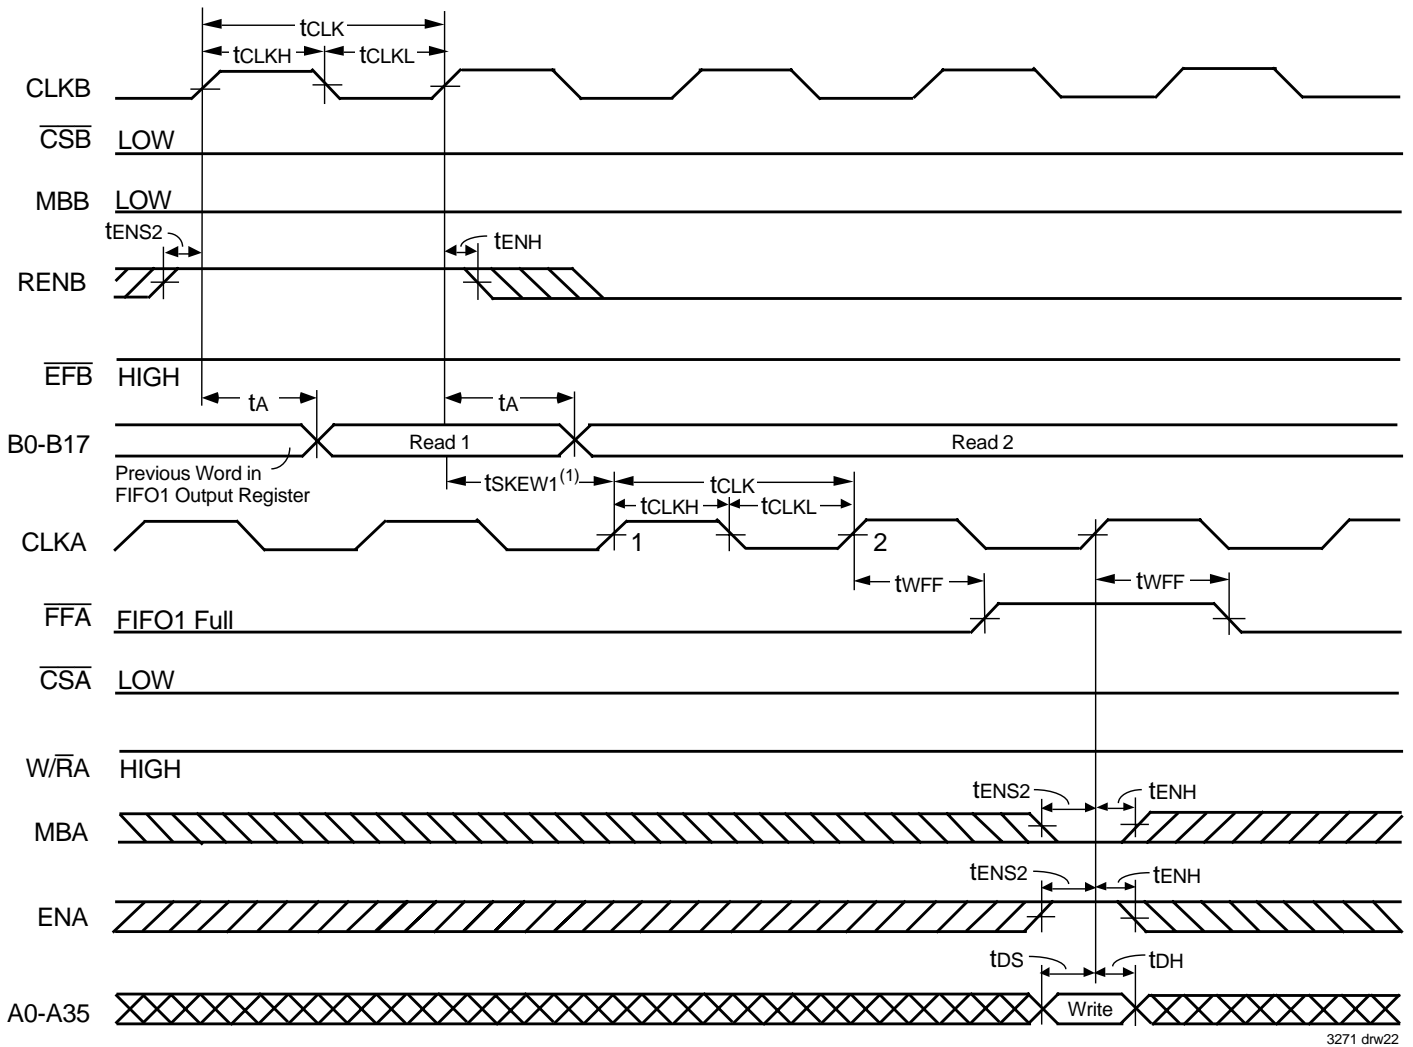 tCLK
tCLKH tCLKL
CLKB
CSB LOW
MBB LOW
tENS2 tENH
RENB
EFB HIGH
tA tA
B0-B17 Read 1 Read 2
Previous Word in
FIFO1 Output Register
tSKEW1(1) tCLK
tCLKH tCLKL
CLKA 1 2
tWFF tWFF
FFA FIFO1 Full
CSA LOW
W/RA HIGH
tENS2 tENH
MBA
tENS2 tENH
ENA
tDS tDH
A0-A35 Write
3271 drw22